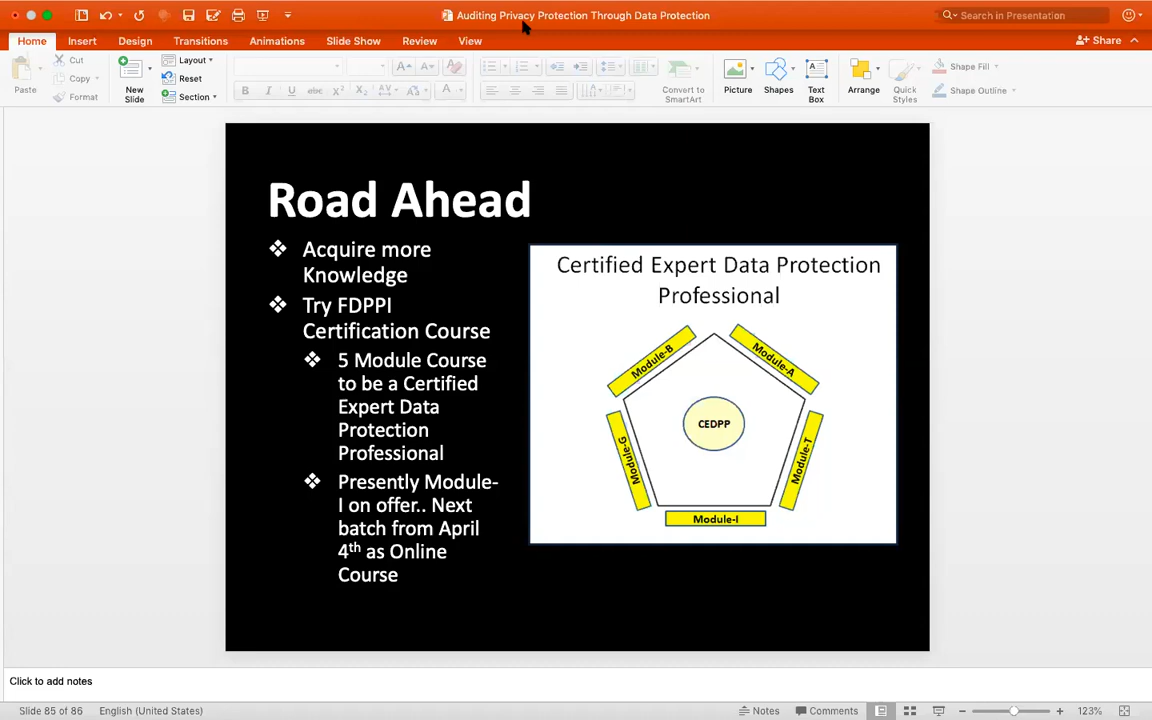 Auditing Privacy Protection Through Data Protection
Search in Presentation
Home Insert Design Transitions Animations Slide Show Review View
Share
Paste
Cut
Copy
Format
New
Slide
Layout
Reset
Section
B I U abc X² X₂ AV Aa A
Convert to
SmartArt
Picture
Shapes
Text
Box
Arrange
Quick
Styles
Shape Fill
Shape Outline
Road Ahead
Acquire more
Knowledge
Try FDPPI
Certification Course
5 Module Course
to be a Certified
Expert Data
Protection
Professional
Presently Module-
I on offer.. Next
batch from April
4th as Online
Course
Certified Expert Data Protection
Professional
Module-B
Module-A
CEDPP
Module-G
Module-T
Module-I
Click to add notes
Slide 85 of 86 English (United States)
Notes Comments 123%